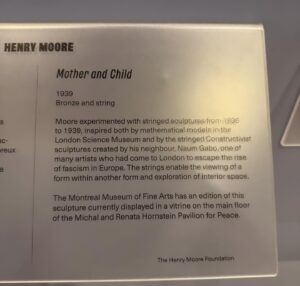 HENRY MOORE
Mother and Child
1939
Bronze and string
Moore experimented with stringed sculptures from 1936
to 1939, inspired both by mathematical models in the
London Science Museum and by the stringed Constructivist
sculptures created by his neighbour, Naum Gabo, one of
many artists who had come to London to escape the rise
of fascism in Europe. The strings enable the viewing of a
form within another form and exploration of interior space.
The Montreal Museum of Fine Arts has an edition of this
sculpture currently displayed in a vitrine on the main floor
of the Michal and Renata Hornstein Pavilion for Peace.
The Henry Moore Foundation